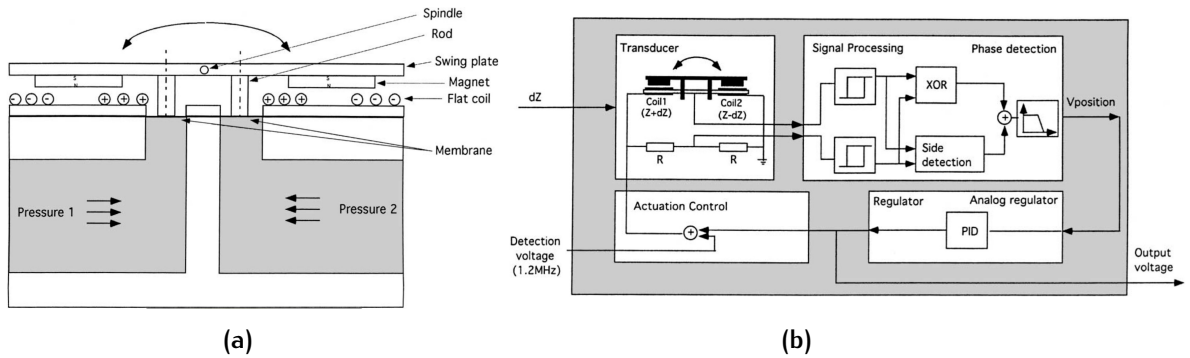 Spindle
Rod
Swing plate
S
N
S
N
Magnet
Flat coil
Membrane
Pressure 1
Pressure 2
(a)
Transducer
Coil1
(Z+dZ)
Coil2
(Z-dZ)
R
R
dZ
Signal Processing
Phase detection
XOR
Side
detection
Vposition
Actuation Control
Detection
voltage
(1.2MHz)
Regulator
Analog regulator
PID
Output
voltage
(b)